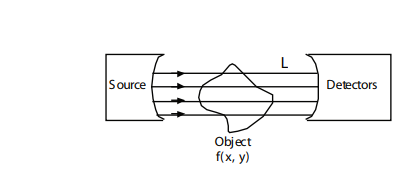 L
Source
Detectors
Object
f(x, y)